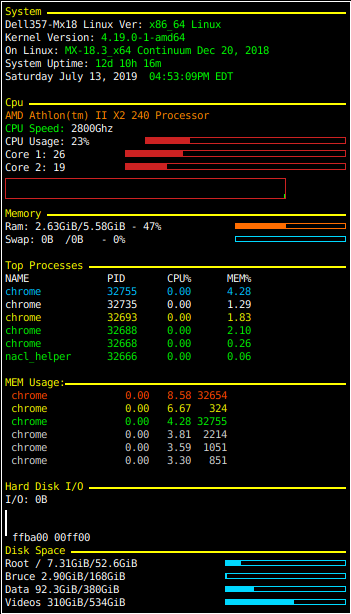 System
Dell357-Mx18 Linux Ver: x86_64 Linux
Kernel Version: 4.19.0-1-amd64
On Linux: MX-18.3_x64 Continuum Dec 20, 2018
System Uptime: 12d 10h 16m
Saturday July 13, 2019  04:53:09PM EDT
Cpu
AMD Athlon(tm) II X2 240 Processor
CPU Speed: 2800Ghz
CPU Usage: 23%
Core 1: 26
Core 2: 19
Memory
Ram: 2.63GiB/5.58GiB - 47%
Swap: 0B  /0B   - 0%
Top Processes
NAME PID CPU% MEM%
chrome 32755 0.00 4.28
chrome 32735 0.00 1.29
chrome 32693 0.00 1.83
chrome 32688 0.00 2.10
chrome 32668 0.00 0.26
nacl_helper 32666 0.00 0.06
MEM Usage:
chrome 0.00 8.58 32654
chrome 0.00 6.67 324
chrome 0.00 4.28 32755
chrome 0.00 3.81 2214
chrome 0.00 3.59 1051
chrome 0.00 3.30 851
Hard Disk I/O
I/O: 0B
ffba00 00ff00
Disk Space
Root / 7.31GiB/52.6GiB
Bruce 2.90GiB/168GiB
Data 92.3GiB/380GiB
Videos 310GiB/534GiB